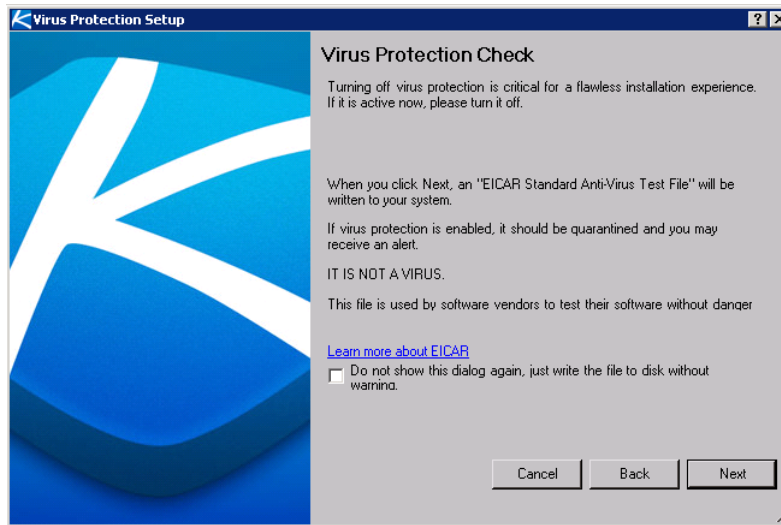 Virus Protection Setup
Virus Protection Check
Turning off virus protection is critical for a flawless installation experience.
If it is active now, please turn it off.
When you click Next, an "EICAR Standard Anti-Virus Test File" will be
written to your system.
If virus protection is enabled, it should be quarantined and you may
receive an alert.
IT IS NOT A VIRUS.
This file is used by software vendors to test their software without danger
Learn more about EICAR
Do not show this dialog again, just write the file to disk without
warning.
Cancel Back Next